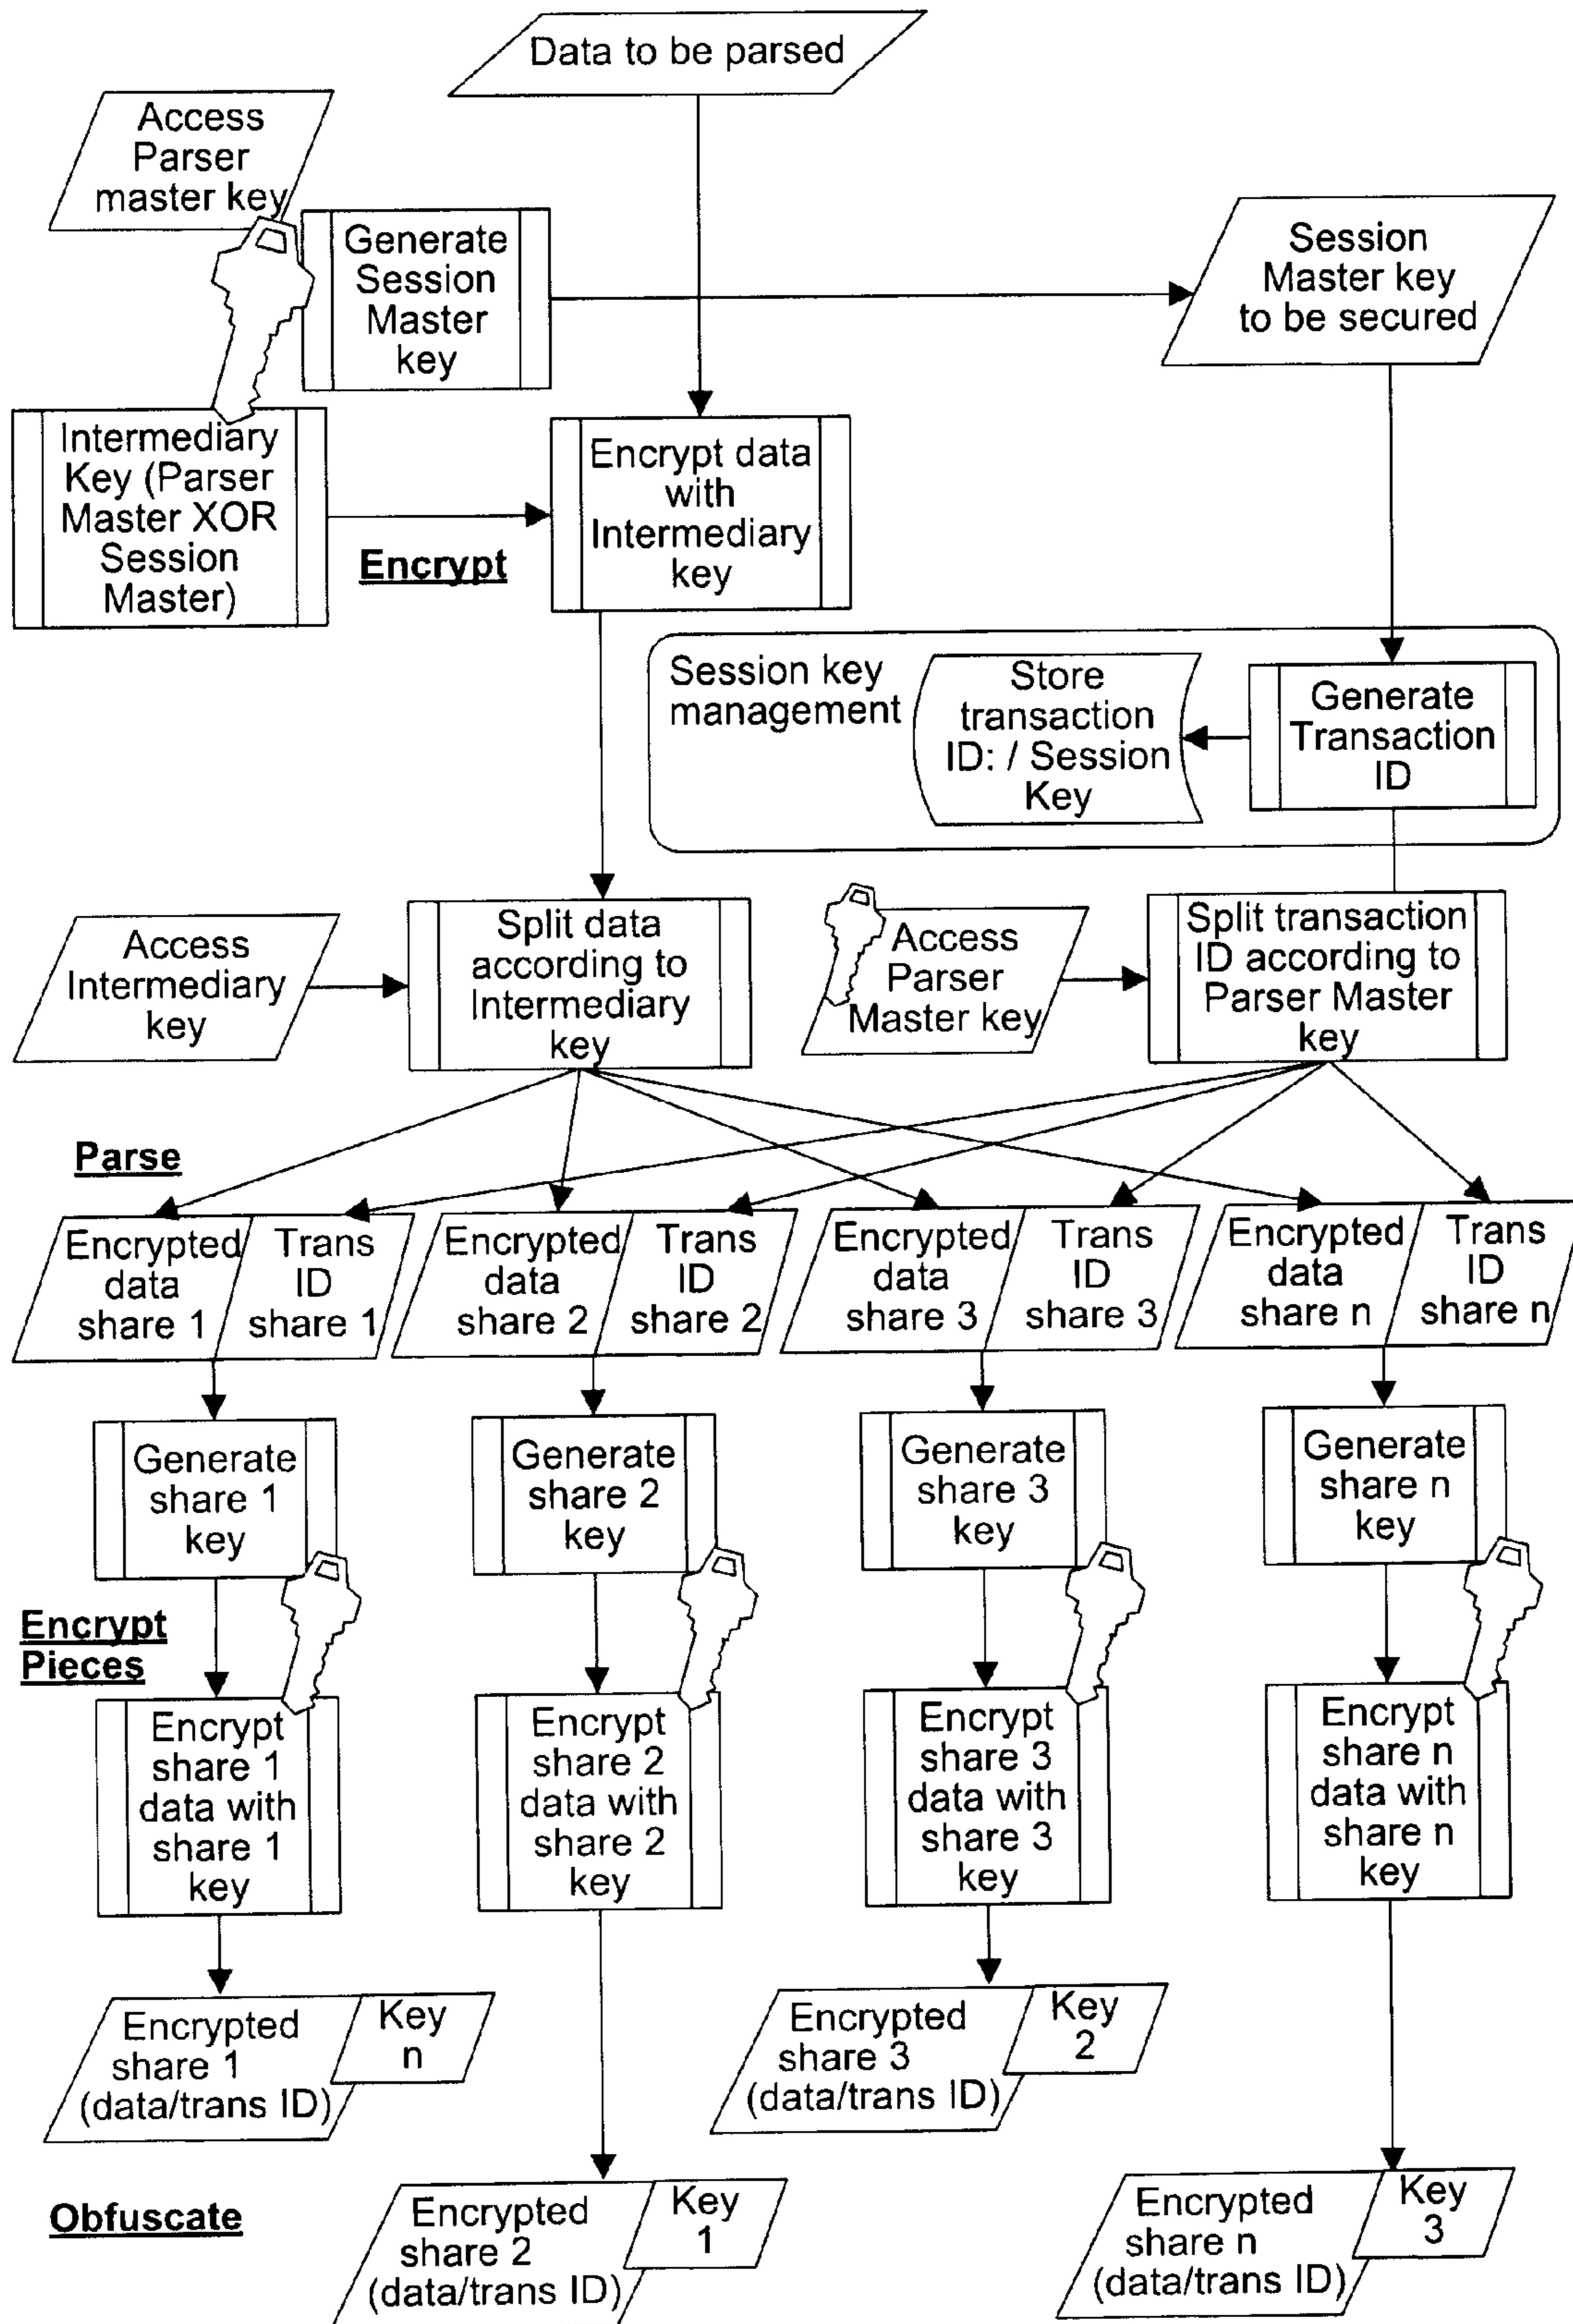 Data to be parsed
Access
Parser
master key
Generate
Session
Master
key
Session
Master key
to be secured
Intermediary
Key (Parser
Master XOR
Session
Master)
Encrypt
Encrypt data
with
Intermediary
key
Session key
management
Store
transaction
ID: / Session
Key
Generate
Transaction
ID
Access
Intermediary
key
Split data
according to
Intermediary
key
Access
Parser
Master key
Split transaction
ID according to
Parser Master
key
Parse
Encrypted
data
share 1
Trans
ID
share 1
Encrypted
data
share 2
Trans
ID
share 2
Encrypted
data
share 3
Trans
ID
share 3
Encrypted
data
share n
Trans
ID
share n
Generate
share 1
key
Generate
share 2
key
Generate
share 3
key
Generate
share n
key
Encrypt
Pieces
Encrypt
share 1
data with
share 1
key
Encrypt
share 2
data with
share 2
key
Encrypt
share 3
data with
share 3
key
Encrypt
share n
data with
share n
key
Encrypted
share 1
(data/trans ID)
Key
n
Encrypted
share 3
(data/trans ID)
Key
2
Obfuscate
Encrypted
share 2
(data/trans ID)
Key
1
Encrypted
share n
(data/trans ID)
Key
3